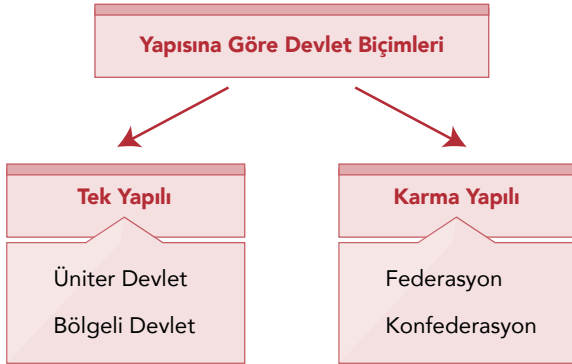 Yapısına Göre Devlet Biçimleri
Tek Yapılı
Üniter Devlet
Bölgeli Devlet
Karma Yapılı
Federasyon
Konfederasyon